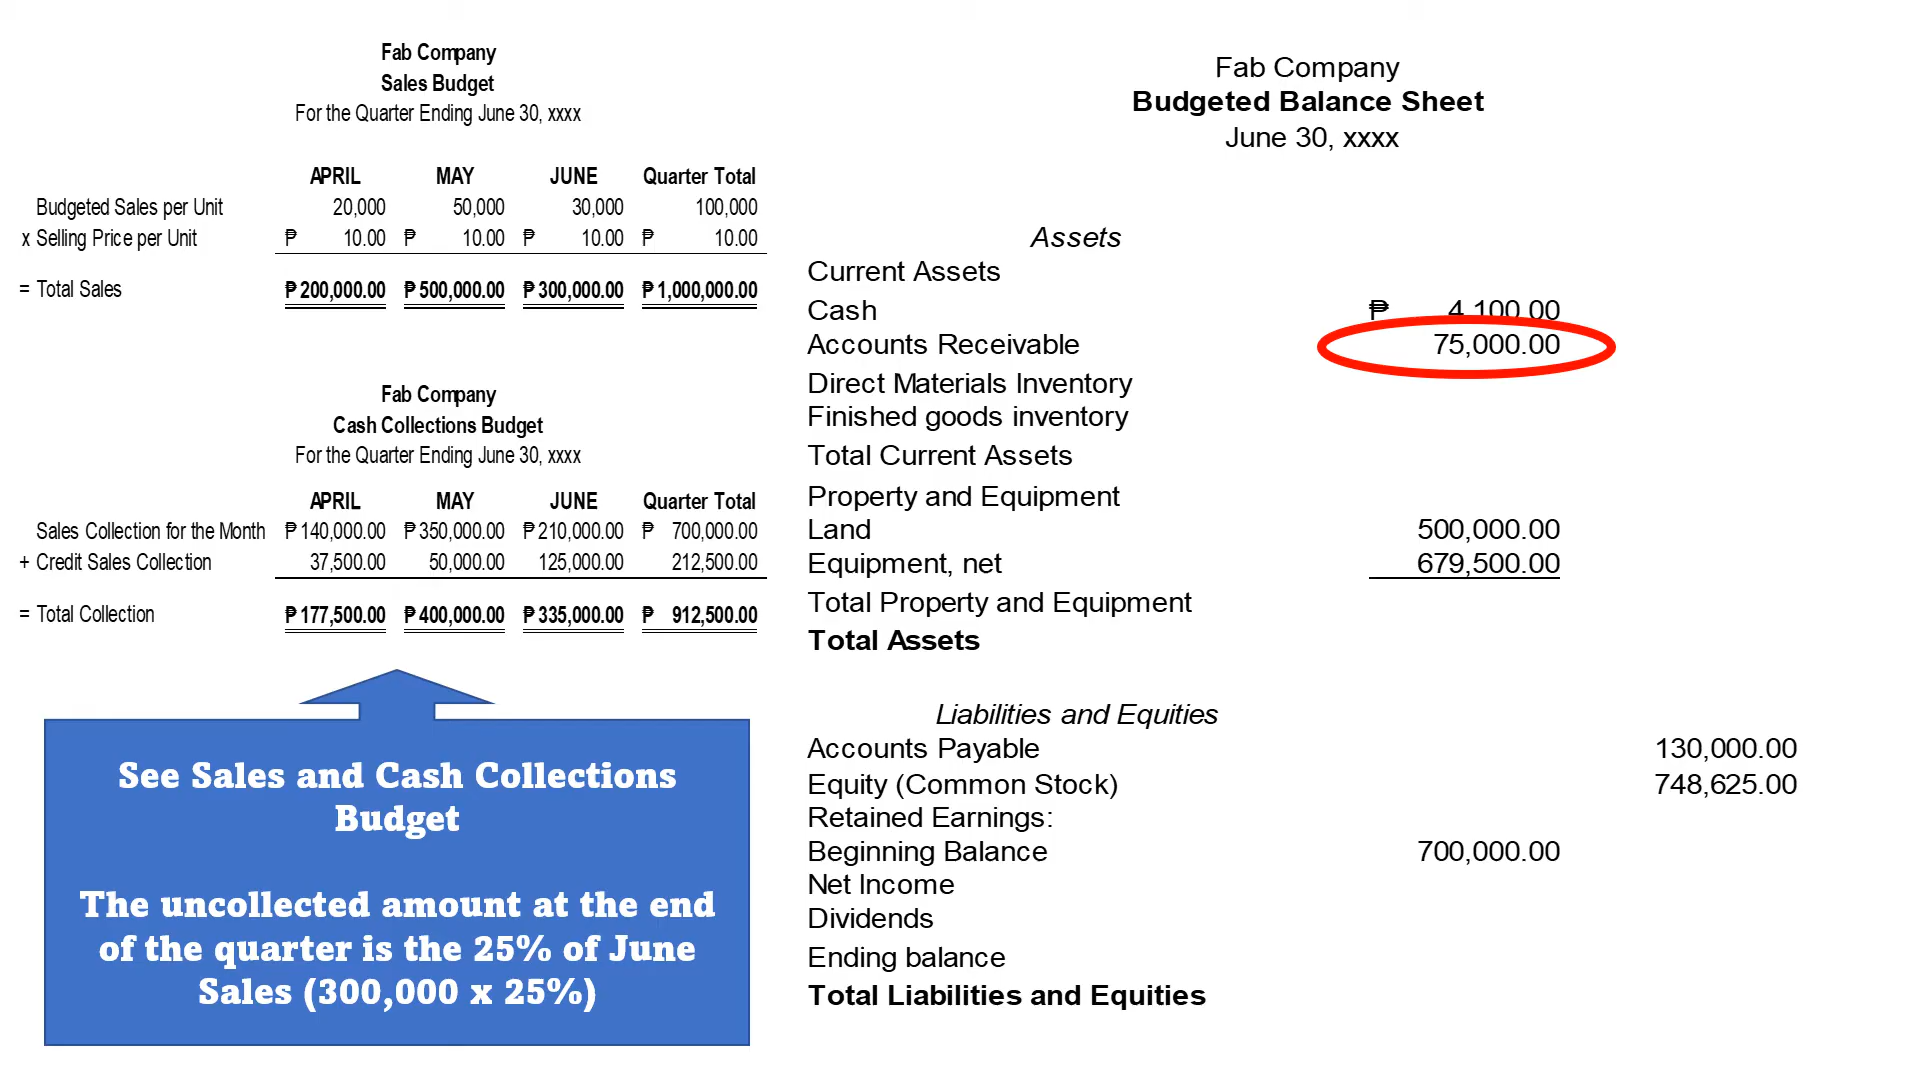 Fab Company
Sales Budget
For the Quarter Ending June 30, xxxx
APRIL MAY JUNE Quarter Total
Budgeted Sales per Unit 20,000 50,000 30,000 100,000
x Selling Price per Unit ₱ 10.00 ₱ 10.00 ₱ 10.00 ₱ 10.00
= Total Sales ₱ 200,000.00 ₱ 500,000.00 ₱ 300,000.00 ₱ 1,000,000.00
Fab Company
Cash Collections Budget
For the Quarter Ending June 30, xxxx
APRIL MAY JUNE Quarter Total
Sales Collection for the Month ₱ 140,000.00 ₱ 350,000.00 ₱ 210,000.00 ₱ 700,000.00
+ Credit Sales Collection 37,500.00 50,000.00 125,000.00 212,500.00
= Total Collection ₱ 177,500.00 ₱ 400,000.00 ₱ 335,000.00 ₱ 912,500.00
See Sales and Cash Collections
Budget
The uncollected amount at the end
of the quarter is the 25% of June
Sales (300,000 x 25%)
Fab Company
Budgeted Balance Sheet
June 30, xxxx
Assets
Current Assets
Cash ₱ 4,100.00
Accounts Receivable 75,000.00
Direct Materials Inventory
Finished goods inventory
Total Current Assets
Property and Equipment
Land 500,000.00
Equipment, net 679,500.00
Total Property and Equipment
Total Assets
Liabilities and Equities
Accounts Payable 130,000.00
Equity (Common Stock) 748,625.00
Retained Earnings:
Beginning Balance 700,000.00
Net Income
Dividends
Ending balance
Total Liabilities and Equities